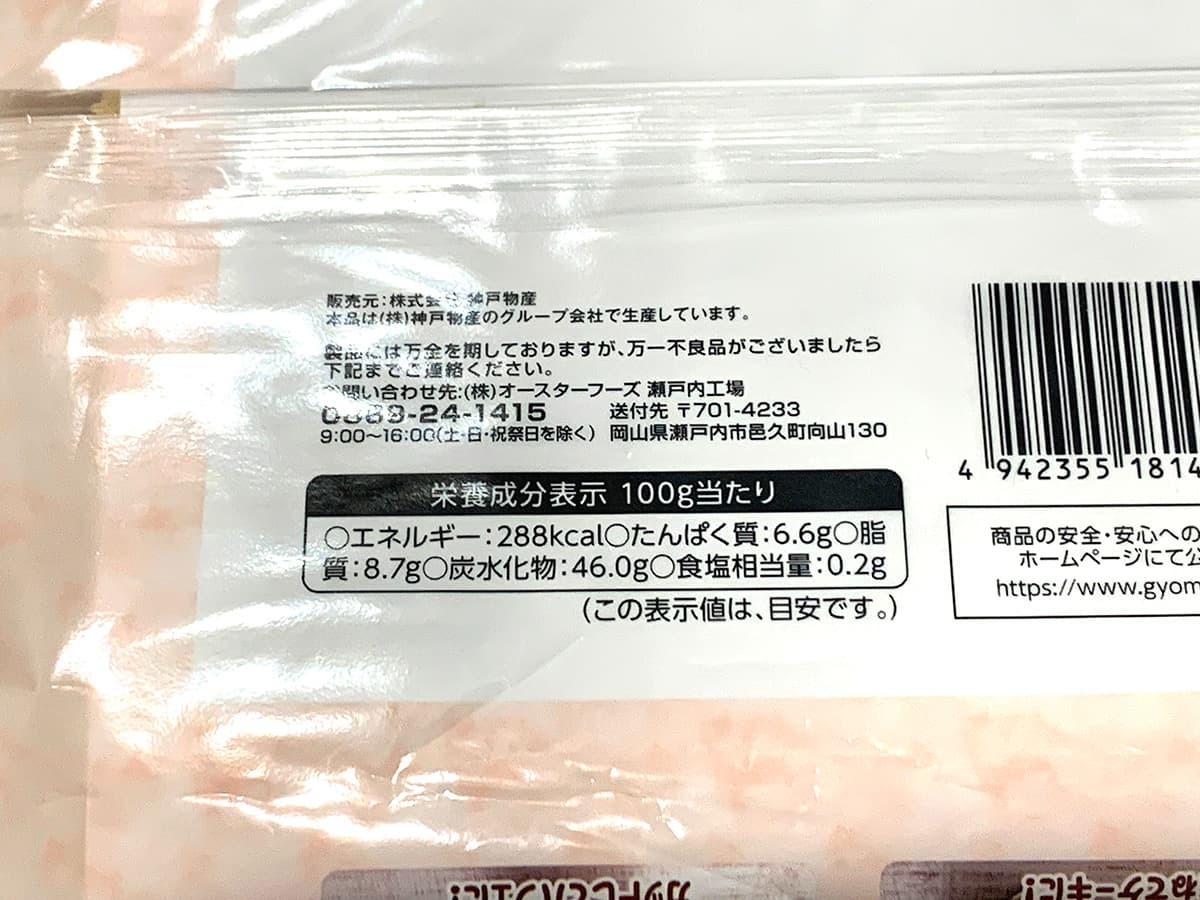 販売元:株式会社 神戸物産
本品は(株)神戸物産のグループ会社で生産しています。
製品には万全を期しておりますが、万一不良品がございましたら
下記までご連絡ください。
お問い合わせ先:(株)オースターフーズ 瀬戸内工場
0869-24-1415 送付先 〒701-4233
9:00〜16:00(土・日・祝祭日を除く) 岡山県瀬戸内市邑久町向山130
栄養成分表示 100g当たり
○エネルギー:288kcal○たんぱく質:6.6g○脂
質:8.7g○炭水化物:46.0g○食塩相当量:0.2g
(この表示値は、目安です。)
4 942355 1814
商品の安全・安心への
ホームページにて公
https://www.gyom